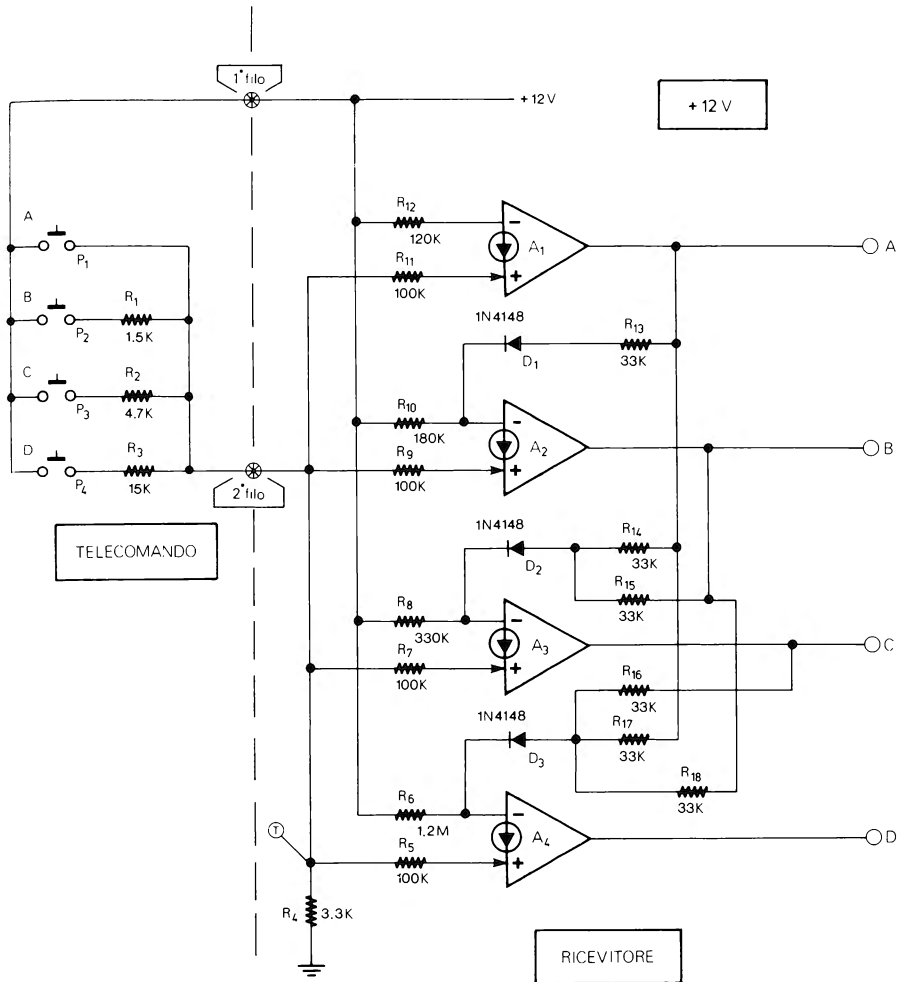 1° filo
+ 12 V
+ 12 V
R12
120K
A1
R11
100K
A
A
P1
B
R1
P2
1.5K
C
R2
P3
4.7K
D
R3
P4
15K
2° filo
TELECOMANDO
1N4148
D1
R13
33K
R10
180K
A2
R9
100K
B
1N4148
D2
R14
33K
R15
33K
R8
330K
A3
R7
100K
C
R16
33K
1N4148
D3
R17
33K
R18
33K
R6
1.2M
A4
R5
100K
D
T
R4
3.3K
RICEVITORE
−
+
−
+
−
+
−
+